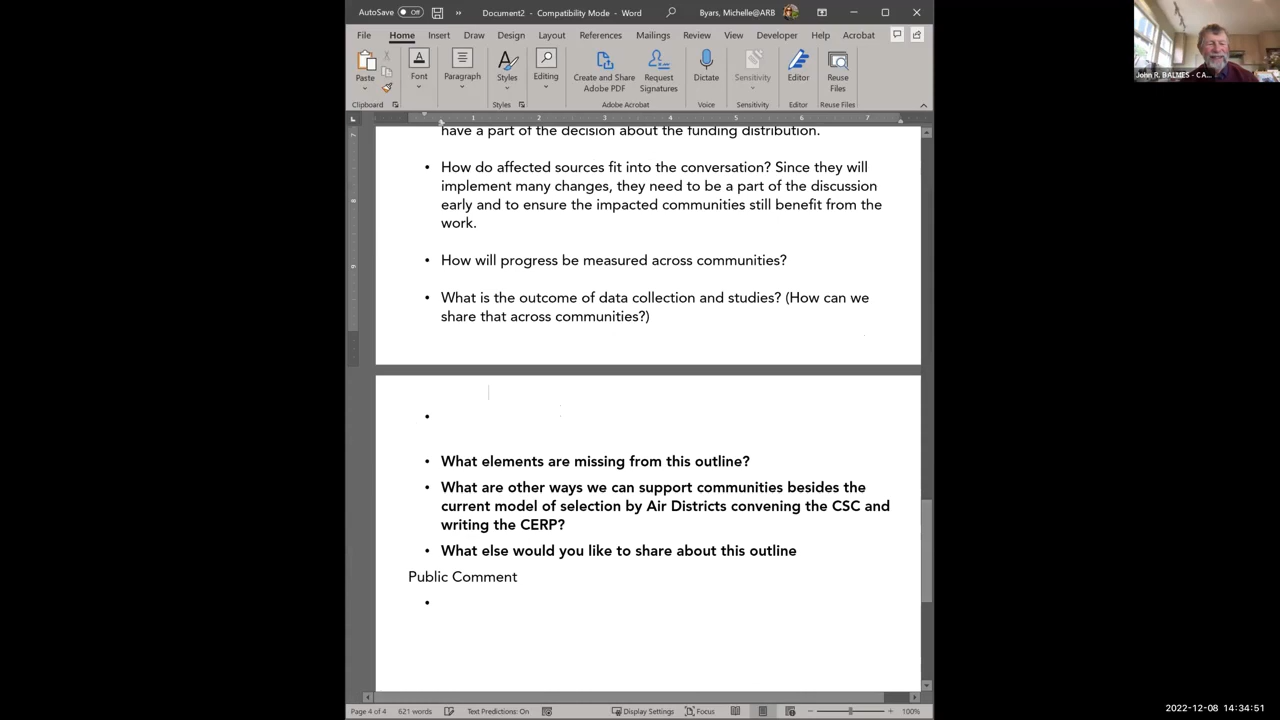 AutoSave Off » Document2 - Compatibility Mode - Word Byars, Michelle@ARB
File Home Insert Draw Design Layout References Mailings Review View Developer Help Acrobat
Paste Font Paragraph Styles Editing Create and Share Adobe PDF Request Signatures Dictate Sensitivity Editor Reuse Files
Clipboard Styles Adobe Acrobat Voice Sensitivity Editor Reuse Files
John R. BALMES - CA...
1 2 3 4 5 6 7
have a part of the decision about the funding distribution.
• How do affected sources fit into the conversation? Since they will
implement many changes, they need to be a part of the discussion
early and to ensure the impacted communities still benefit from the
work.
• How will progress be measured across communities?
• What is the outcome of data collection and studies? (How can we
share that across communities?)
•
• What elements are missing from this outline?
• What are other ways we can support communities besides the
current model of selection by Air Districts convening the CSC and
writing the CERP?
• What else would you like to share about this outline
Public Comment
•
Page 4 of 4 621 words Text Predictions: On Display Settings Focus 100%
2022-12-08 14:34:51